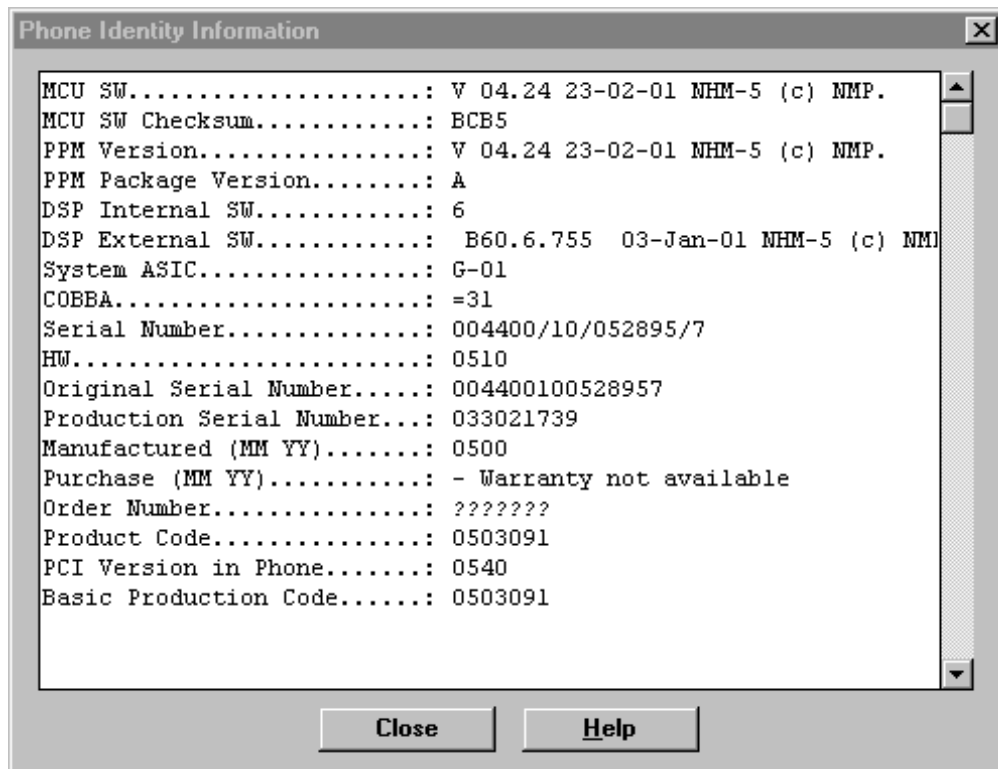 Phone Identity Information
MCU SW......................: V 04.24 23-02-01 NHM-5 (c) NMP.
MCU SW Checksum.............: BCB5
PPM Version.................: V 04.24 23-02-01 NHM-5 (c) NMP.
PPM Package Version........: A
DSP Internal SW.............: 6
DSP External SW.............: B60.6.755 03-Jan-01 NHM-5 (c)
System ASIC.................: G-01
COBBA.......................: =31
Serial Number...............: 004400/10/052895/7
HW..........................: 0510
Original Serial Number.....: 004400100528957
Production Serial Number...: 033021739
Manufactured (MM YY).......: 0500
Purchase (MM YY)...........: - Warranty not available
Order Number...............: ???????
Product Code...............: 0503091
PCI Version in Phone.......: 0540
Basic Production Code......: 0503091
Close
Help